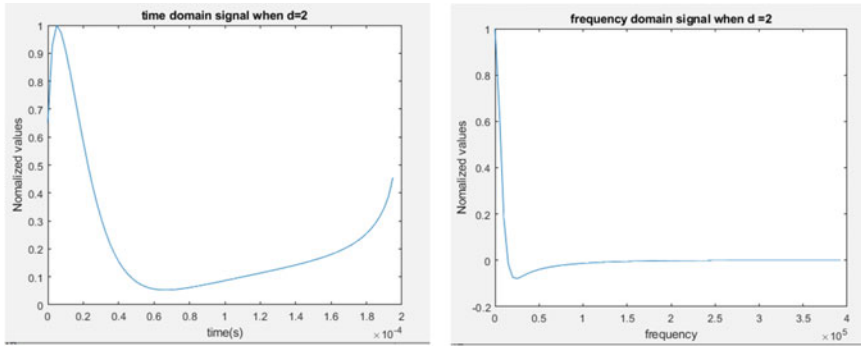 time domain signal when d=2
1
0.9
0.8
0.7
0.6
0.5
0.4
0.3
0.2
0.1
0
Nomalized values
0 0.2 0.4 0.6 0.8 1 1.2 1.4 1.6 1.8 2
time(s)
×10-4
frequency domain signal when d =2
1
0.8
0.6
0.4
0.2
0
-0.2
Nomalized values
0 0.5 1 1.5 2 2.5 3 3.5 4
frequency
×10^5